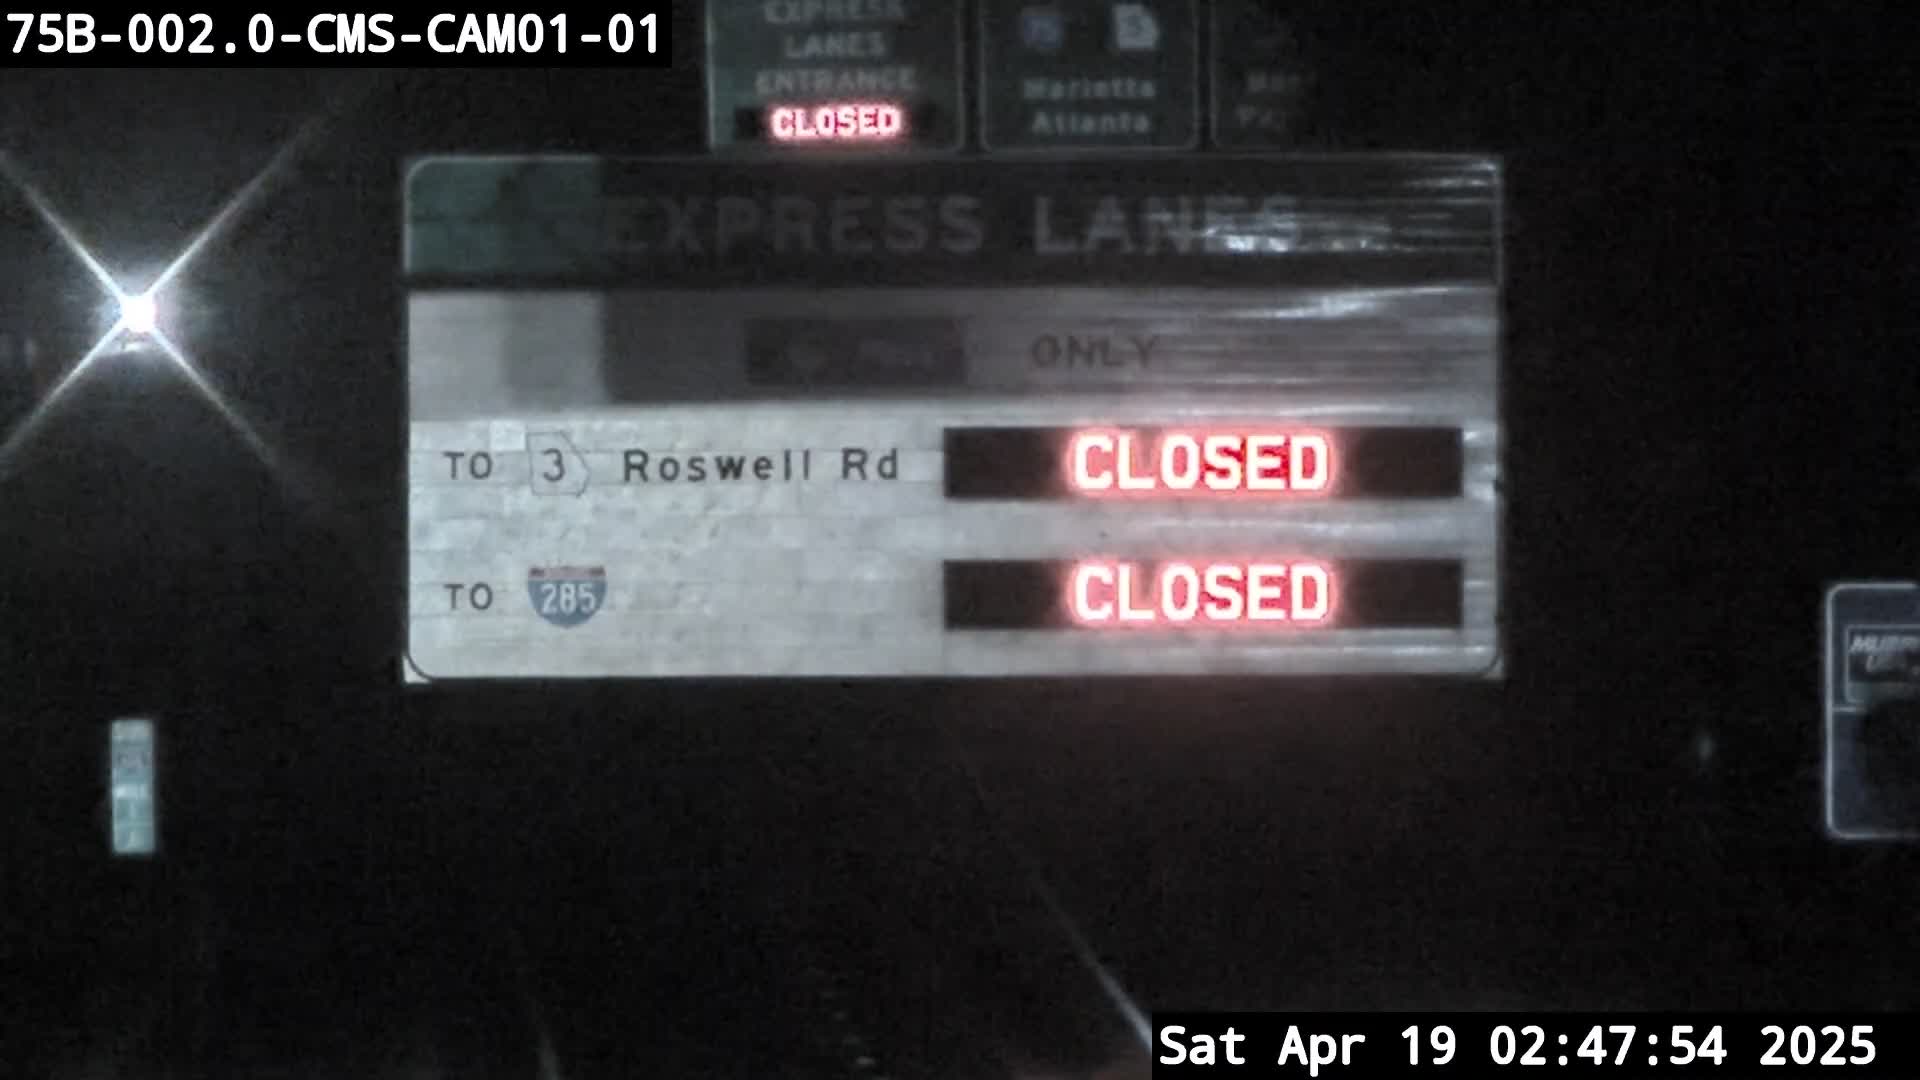 75B-002.0-CMS-CAM01-01
EXPRESS
LANES
ENTRANCE
CLOSED
75
Marietta
Atlanta
EXPRESS LANES
ONLY
TO 3 Roswell Rd CLOSED
TO 285 CLOSED
Sat Apr 19 02:47:54 2025